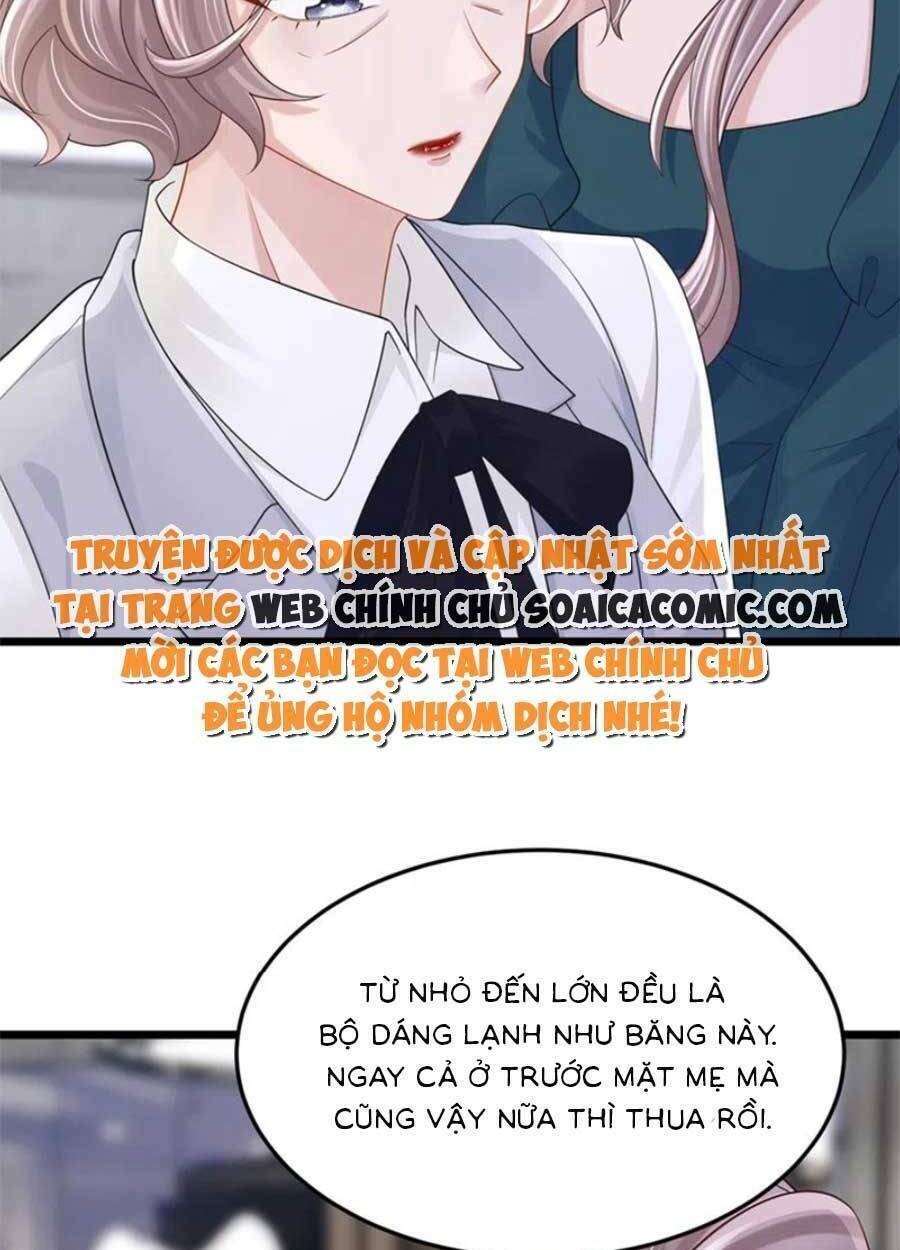 TRUYỆN ĐƯỢC DỊCH VÀ CẬP NHẬT SỚM NHẤT
TẠI TRANG WEB CHÍNH CHỦ SOAICACOMIC.COM
MỜI CÁC BẠN ĐỌC TẠI WEB CHÍNH CHỦ
ĐỂ ỦNG HỘ NHÓM DỊCH NHÉ!
TỪ NHỎ ĐẾN LỚN ĐỀU LÀ
BỘ DÁNG LẠNH NHƯ BĂNG NÀY.
NGAY CẢ Ở TRƯỚC MẶT MẸ MÀ
CŨNG VẬY NỮA THÌ THUA RỒI.